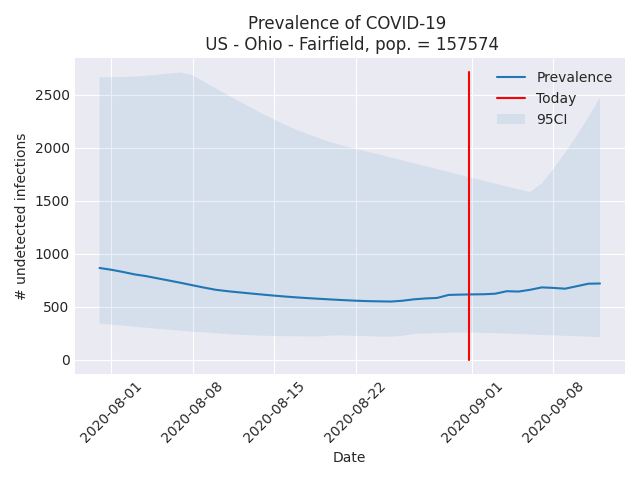 Prevalence of COVID-19
US - Ohio - Fairfield, pop. = 157574
Prevalence
Today
95CI
# undetected infections
2500
2000
1500
1000
500
0
2020-08-01
2020-08-08
2020-08-15
2020-08-22
2020-09-01
2020-09-08
Date